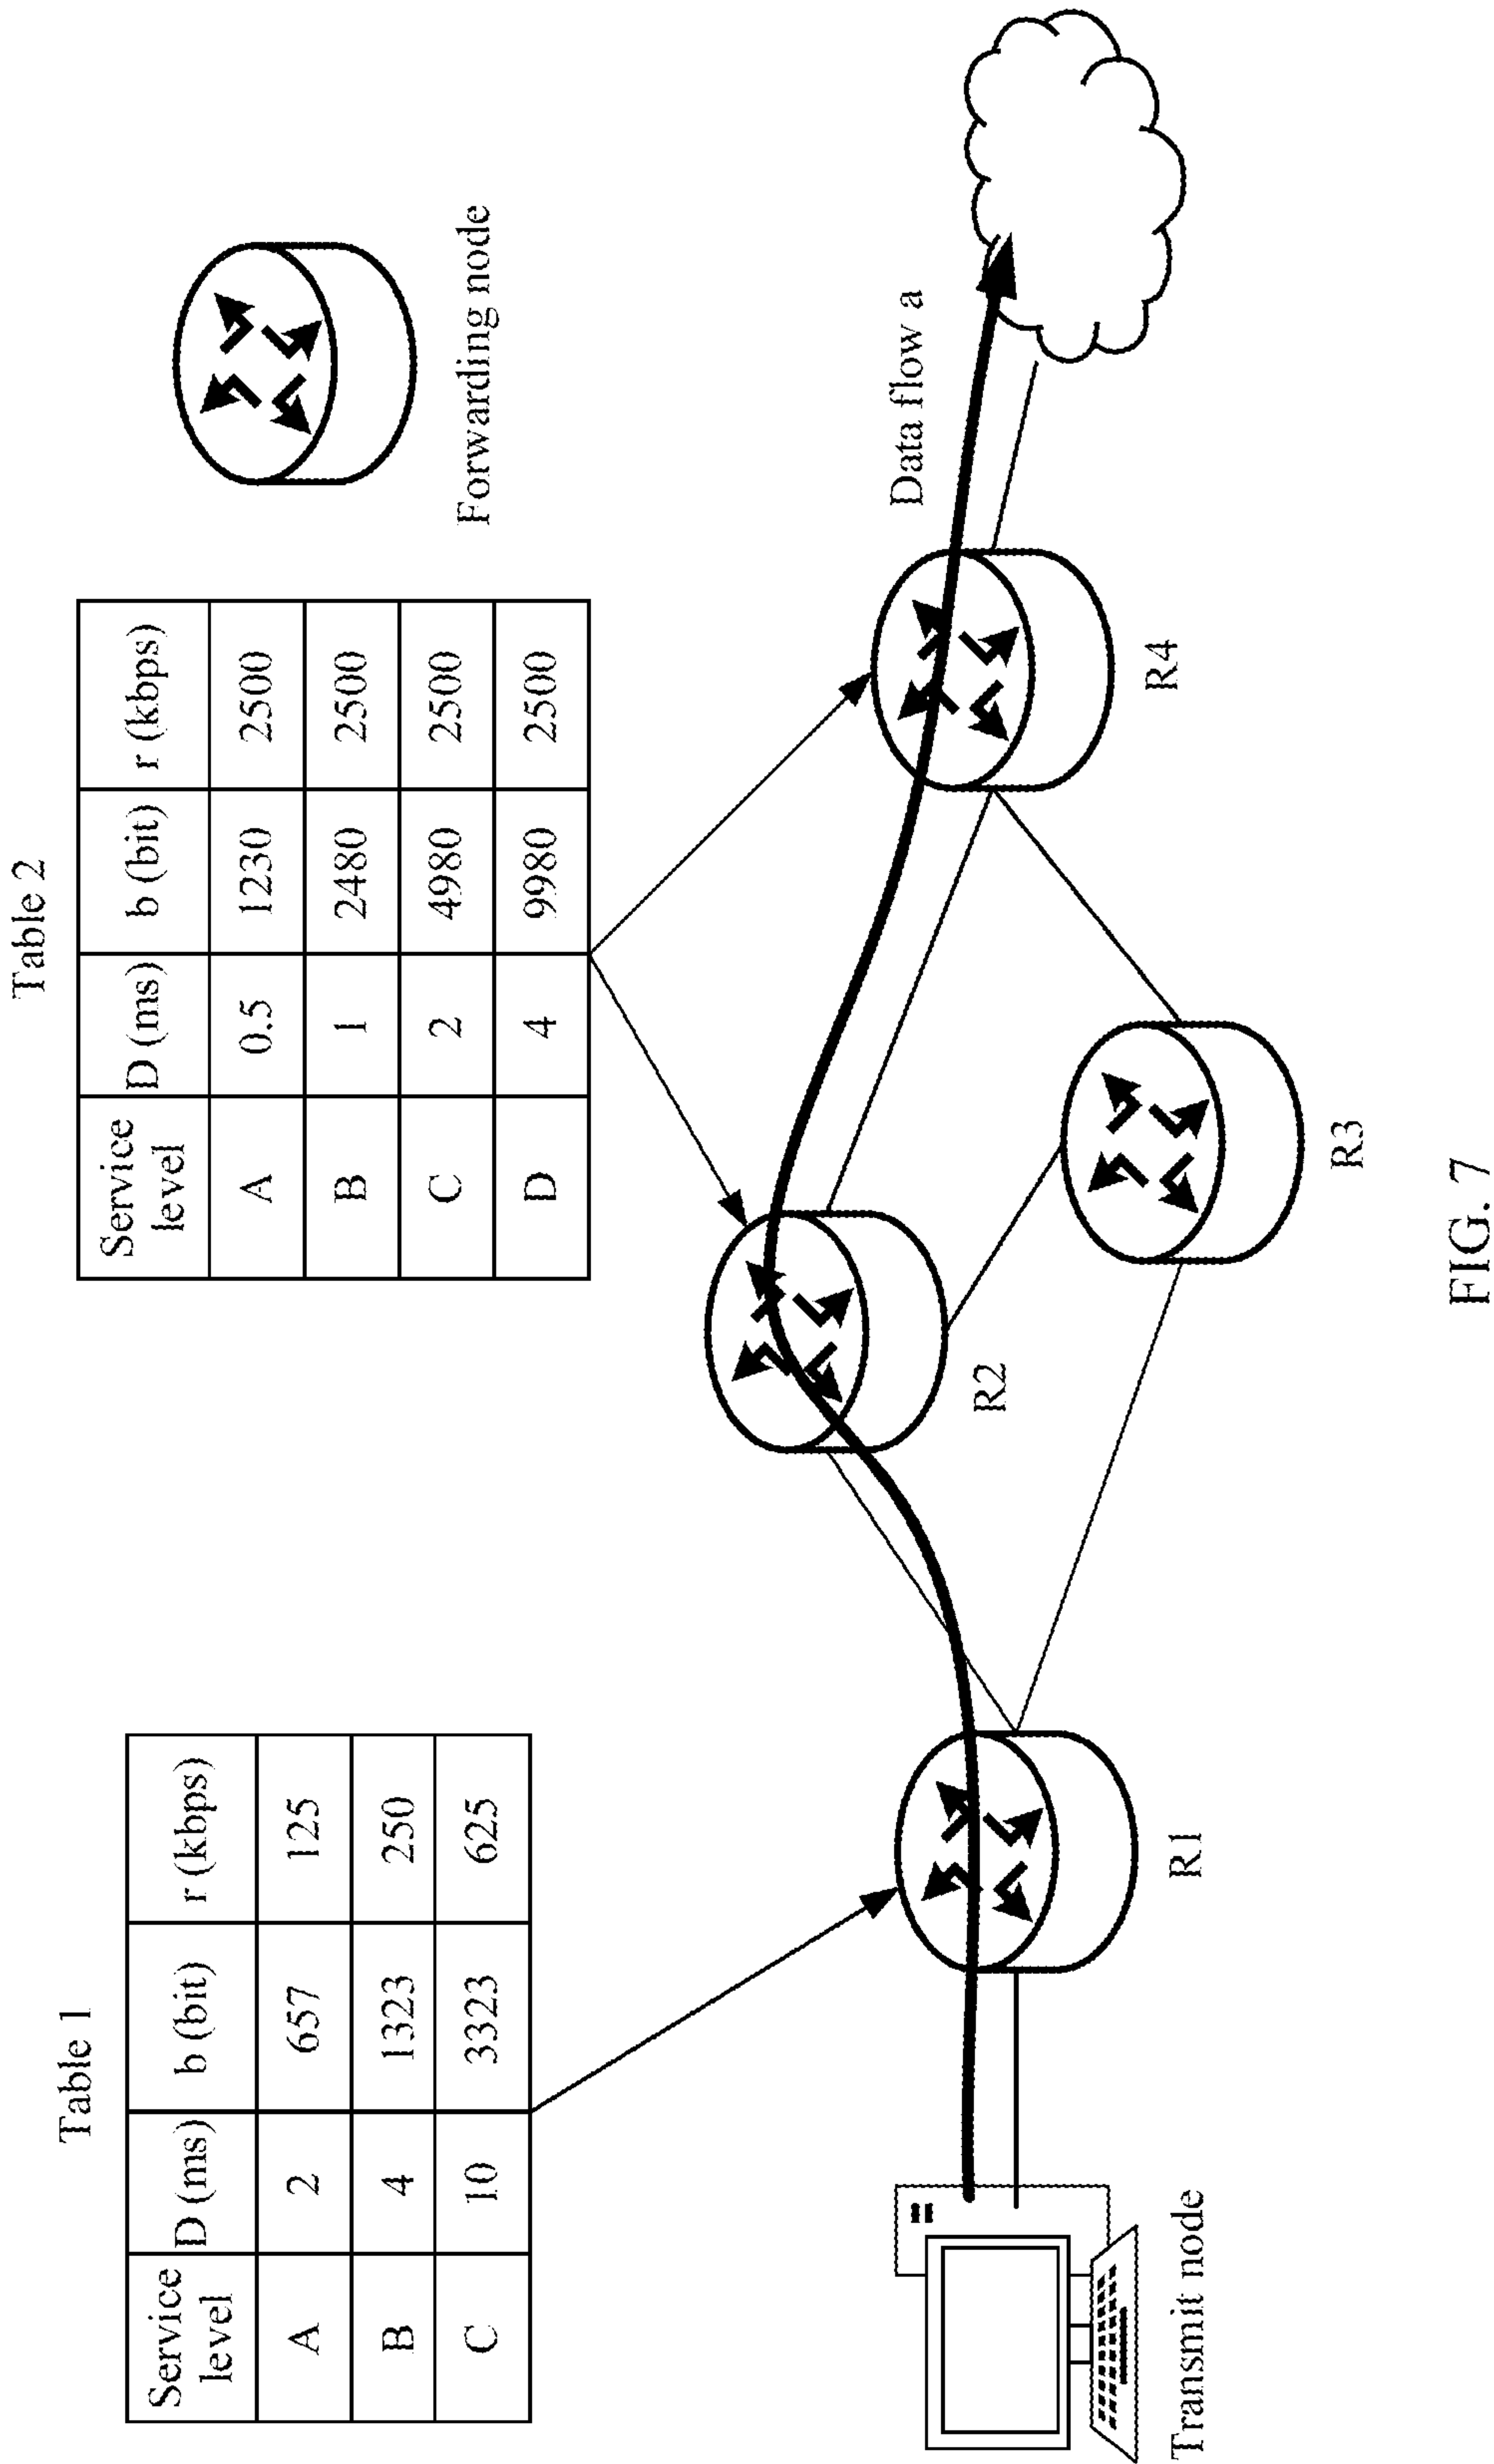 Table 1
Service level D (ms) b (bit) r (kbps)
A 2 657 125
B 4 1323 250
C 10 3323 625
Table 2
Service level D (ms) b (bit) r (kbps)
A 0.5 1230 2500
B 1 2480 2500
C 2 4980 2500
D 4 9980 2500
Forwarding node
Data flow a
Transmit node
R1
R2
R3
R4
FIG. 7